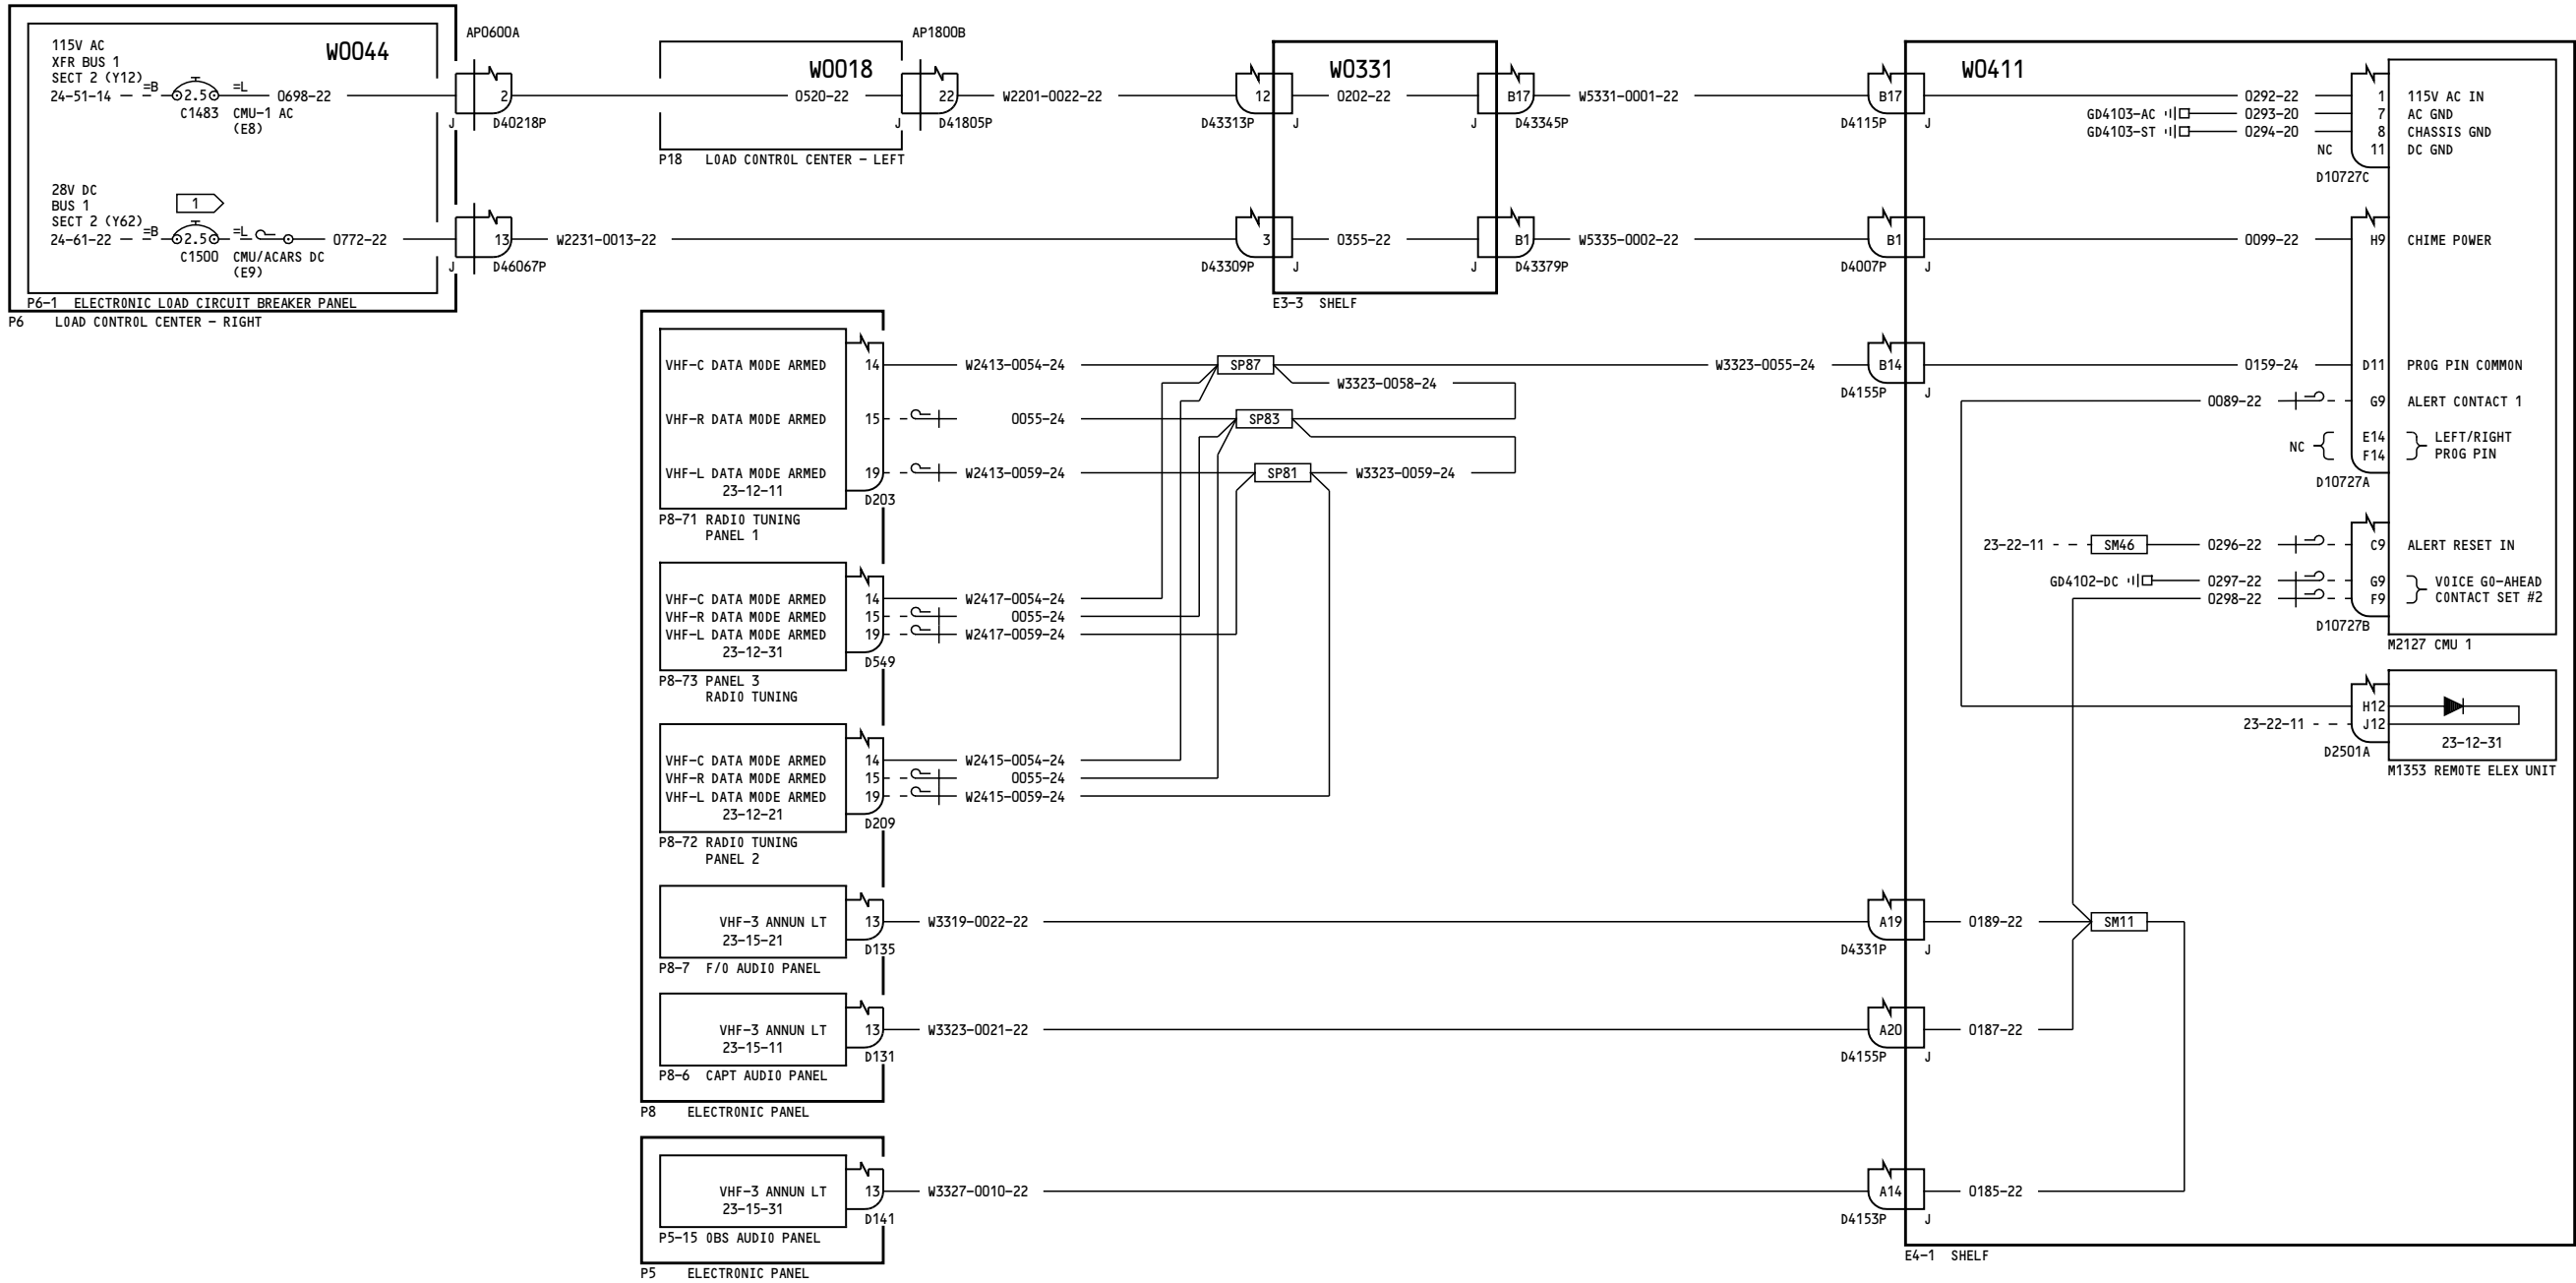 115V AC
XFR BUS 1
SECT 2 (Y12)
24-51-14
=B
2.5
=L
C1483
CMU-1 AC
(E8)
0698-22
W0044
AP0600A
2
J
D40218P
28V DC
BUS 1
SECT 2 (Y62)
24-61-22
=B
1
2.5
=L
C1500
CMU/ACARS DC
(E9)
0772-22
13
J
D46067P
W2231-0013-22
P6-1 ELECTRONIC LOAD CIRCUIT BREAKER PANEL
P6 LOAD CONTROL CENTER - RIGHT
W0018
0520-22
AP1800B
22
J
D41805P
P18 LOAD CONTROL CENTER - LEFT
W2201-0022-22
12
D43313P
J
W0331
0202-22
B17
J
D43345P
W5331-0001-22
3
D43309P
J
0355-22
B1
J
D43379P
W5335-0002-22
E3-3 SHELF
B17
D4115P
J
W0411
0292-22
1
115V AC IN
GD4103-AC
0293-20
7
AC GND
GD4103-ST
0294-20
8
CHASSIS GND
NC
11
DC GND
D10727C
B1
D4007P
J
0099-22
H9
CHIME POWER
VHF-C DATA MODE ARMED
14
W2413-0054-24
SP87
W3323-0055-24
B14
D4155P
J
0159-24
D11
PROG PIN COMMON
W3323-0058-24
0089-22
G9
ALERT CONTACT 1
VHF-R DATA MODE ARMED
15
0055-24
SP83
NC
E14
F14
LEFT/RIGHT
PROG PIN
D10727A
VHF-L DATA MODE ARMED
19
W2413-0059-24
SP81
W3323-0059-24
23-12-11
D203
P8-71 RADIO TUNING
PANEL 1
23-22-11
SM46
0296-22
C9
ALERT RESET IN
GD4102-DC
0297-22
G9
0298-22
F9
VOICE GO-AHEAD
CONTACT SET #2
D10727B
M2127 CMU 1
VHF-C DATA MODE ARMED
14
W2417-0054-24
VHF-R DATA MODE ARMED
15
0055-24
VHF-L DATA MODE ARMED
19
W2417-0059-24
23-12-31
D549
P8-73 PANEL 3
RADIO TUNING
H12
23-22-11
J12
D2501A
23-12-31
M1353 REMOTE ELEX UNIT
VHF-C DATA MODE ARMED
14
W2415-0054-24
VHF-R DATA MODE ARMED
15
0055-24
VHF-L DATA MODE ARMED
19
W2415-0059-24
23-12-21
D209
P8-72 RADIO TUNING
PANEL 2
VHF-3 ANNUN LT
13
23-15-21
D135
W3319-0022-22
A19
D4331P
J
0189-22
SM11
P8-7 F/O AUDIO PANEL
VHF-3 ANNUN LT
13
23-15-11
D131
W3323-0021-22
A20
D4155P
J
0187-22
P8-6 CAPT AUDIO PANEL
P8 ELECTRONIC PANEL
VHF-3 ANNUN LT
13
23-15-31
D141
W3327-0010-22
A14
D4153P
J
0185-22
P5-15 OBS AUDIO PANEL
P5 ELECTRONIC PANEL
E4-1 SHELF